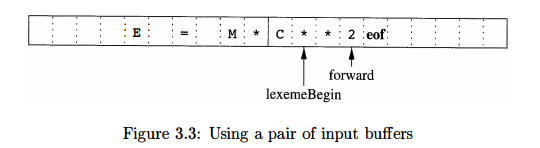 E = M * C * * 2 eof
forward
lexemeBegin
Figure 3.3: Using a pair of input buffers